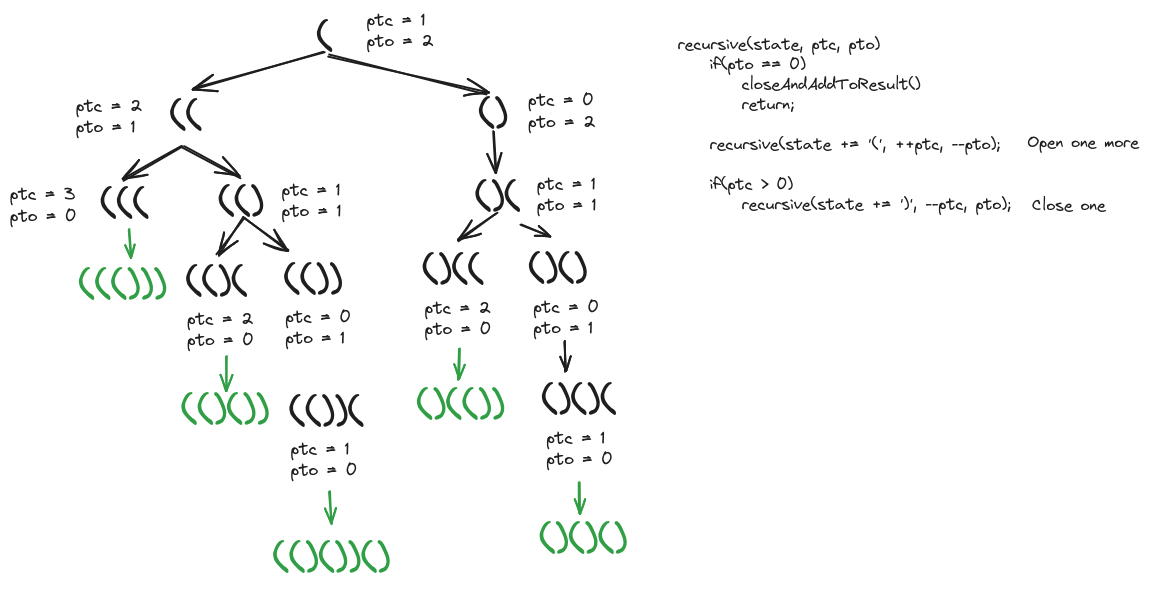 (
ptc = 1
pto = 2
ptc = 2
pto = 1
((
()
ptc = 0
pto = 2
ptc = 3
pto = 0
(((
(()
ptc = 1
pto = 1
()(
ptc = 1
pto = 1
((()))
(()(
ptc = 2
pto = 0
(())
ptc = 0
pto = 1
()((
ptc = 2
pto = 0
()()
ptc = 0
pto = 1
(()())
(())(
ptc = 1
pto = 0
()(())
()()(
ptc = 1
pto = 0
(()())()
()()()
recursive(state, ptc, pto)
if(pto == 0)
closeAndAddToResult()
return;
recursive(state += '(', ++ptc, --pto); Open one more
if(ptc > 0)
recursive(state += ')', --ptc, pto); Close one